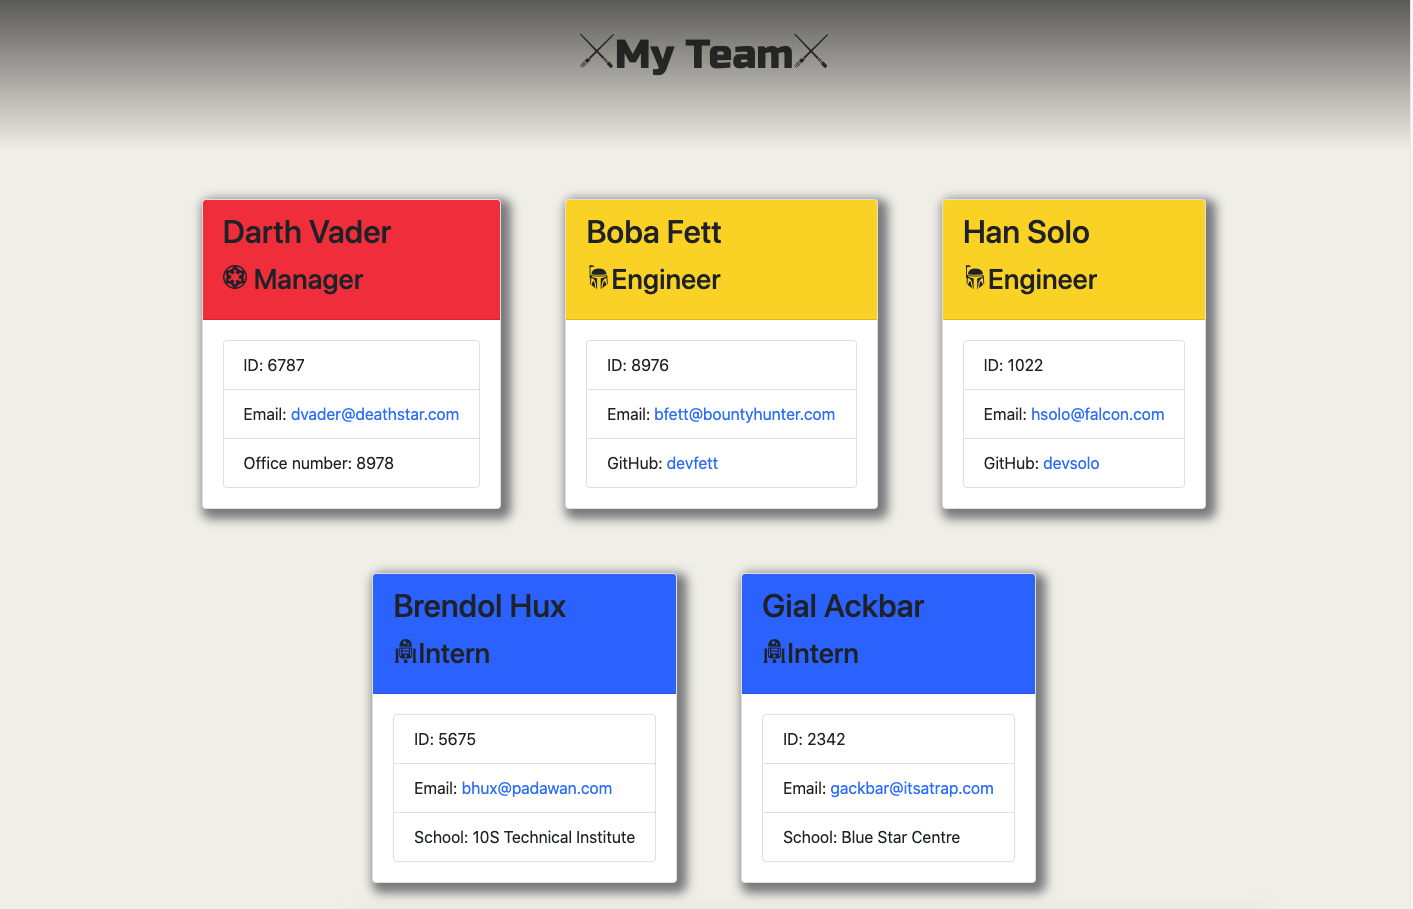 My Team
Darth Vader
Manager
ID: 6787
Email: dvader@deathstar.com
Office number: 8978
Boba Fett
Engineer
ID: 8976
Email: bfett@bountyhunter.com
GitHub: devfett
Han Solo
Engineer
ID: 1022
Email: hsolo@falcon.com
GitHub: devsolo
Brendol Hux
Intern
ID: 5675
Email: bhux@padawan.com
School: 10S Technical Institute
Gial Ackbar
Intern
ID: 2342
Email: gackbar@itsatrap.com
School: Blue Star Centre